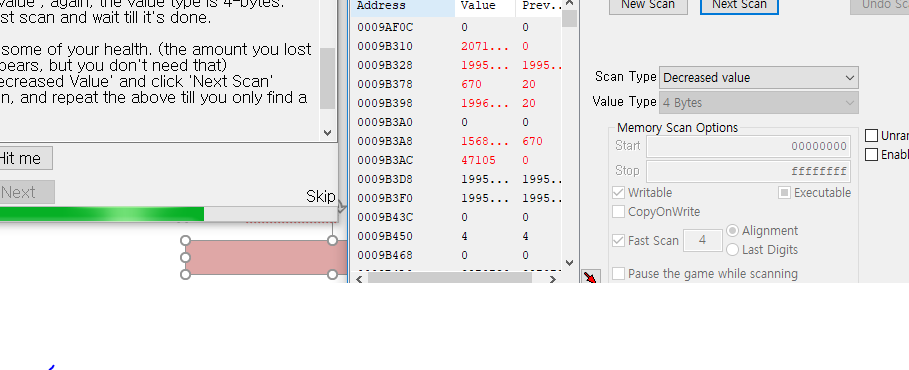 value', again, the value type is 4-bytes.
st scan and wait till it's done.
some of your health. (the amount you lost
pears, but you don't need that)
ecreased Value' and click 'Next Scan'
n, and repeat the above till you only find a
Hit me
Next
Skip
Address Value Prev..
0009AF0C 0 0
0009B310 2071... 0
0009B328 1995... 1995..
0009B378 670 20
0009B398 1996... 20
0009B3A0 0 0
0009B3A8 1568... 670
0009B3AC 47105 0
0009B3D8 1995... 1995..
0009B3F0 1995... 1995..
0009B43C 0 0
0009B450 4 4
0009B468 0 0
New Scan Next Scan Undo Sc
Scan Type Decreased value
Value Type 4 Bytes
Memory Scan Options
Start 00000000
Stop ffffffff
Writable Executable
CopyOnWrite
Fast Scan 4 Alignment
Last Digits
Pause the game while scanning
Unran
Enabl